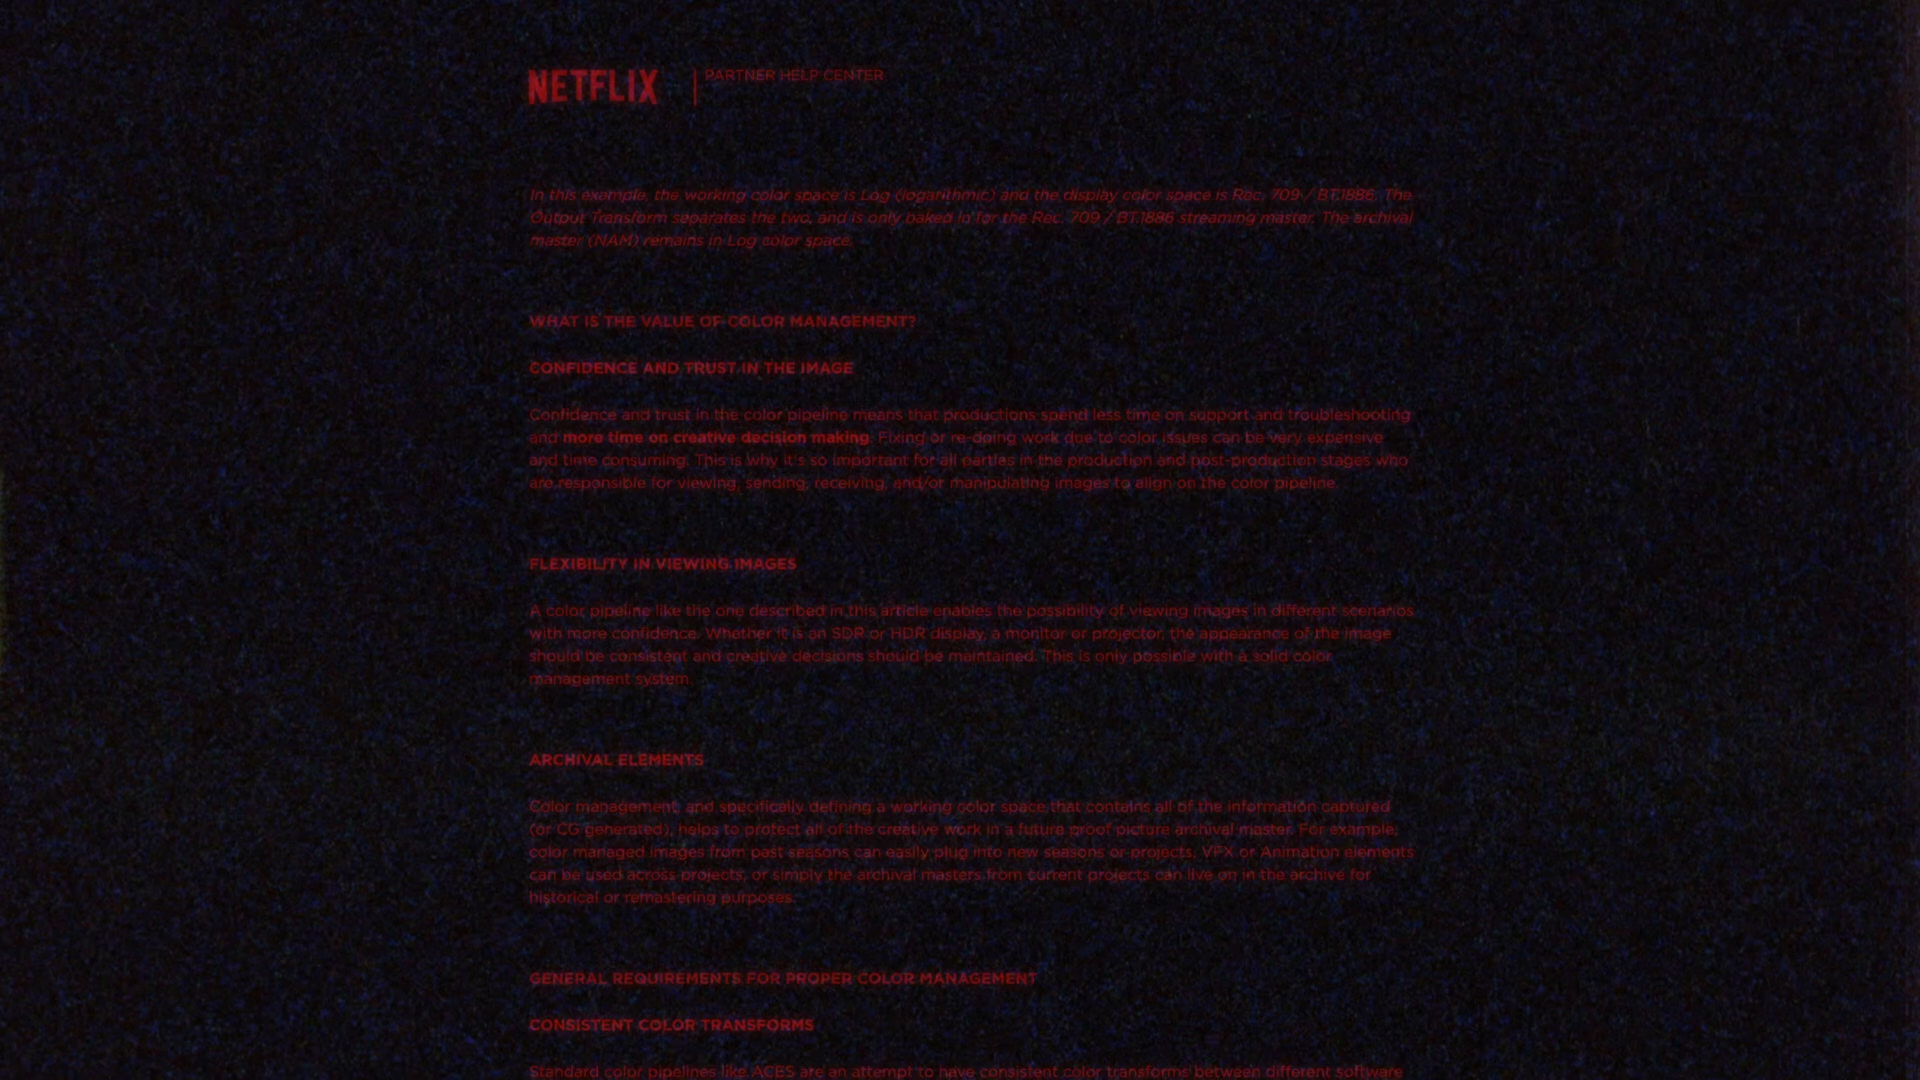 NETFLIX | PARTNER HELP CENTER
In this example, the working color space is Log (logarithmic) and the display color space is Rec. 709 / BT.1886. The
Output Transform separates the two, and is only baked in for the Rec. 709 / BT.1886 streaming master. The archival
master (NAM) remains in Log color space.
WHAT IS THE VALUE OF COLOR MANAGEMENT?
CONFIDENCE AND TRUST IN THE IMAGE
Confidence and trust in the color pipeline means that productions spend less time on support and troubleshooting
and more time on creative decision making. Fixing or re-doing work due to color issues can be very expensive
and time consuming. This is why it's so important for all parties in the production and post-production stages who
are responsible for viewing, sending, receiving, and/or manipulating images to align on the color pipeline.
FLEXIBILITY IN VIEWING IMAGES
A color pipeline like the one described in this article enables the possibility of viewing images in different scenarios
with more confidence. Whether it is an SDR or HDR display, a monitor or projector, the appearance of the image
should be consistent and creative decisions should be maintained. This is only possible with a solid color
management system.
ARCHIVAL ELEMENTS
Color management, and specifically defining a working color space that contains all of the information captured
(or CG generated), helps to protect all of the creative work in a future proof picture archival master. For example,
color managed images from past seasons can easily plug into new seasons or projects, VFX or Animation elements
can be used across projects, or simply the archival masters from current projects can live on in the archive for
historical or remastering purposes.
GENERAL REQUIREMENTS FOR PROPER COLOR MANAGEMENT
CONSISTENT COLOR TRANSFORMS
Standard color pipelines like ACES are an attempt to have consistent color transforms between different software